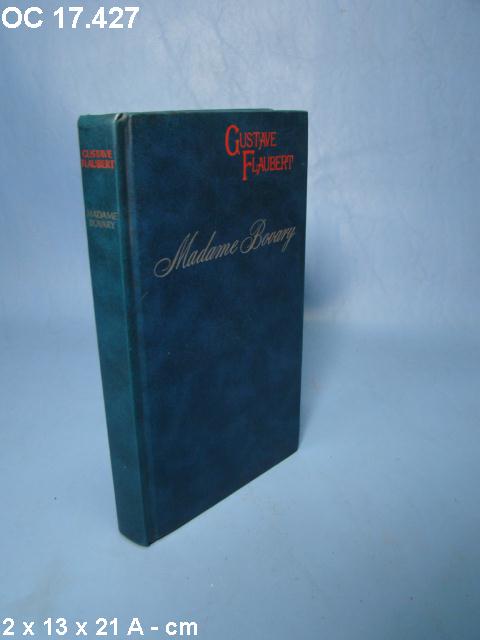 OC 17.427
GUSTAVE
FLAUBERT
MADAME
BOVARY
GUSTAVE
FLAUBERT
Madame Bovary
2 x 13 x 21 A - cm